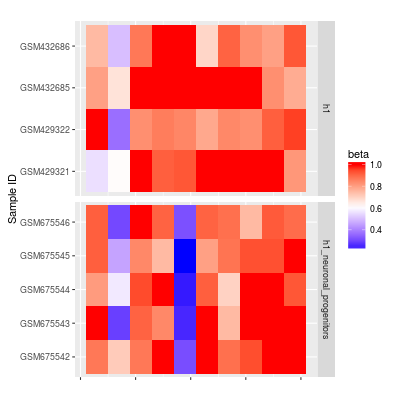 GSM432686
GSM432685
GSM429322
GSM429321
h1
GSM675546
GSM675545
GSM675544
GSM675543
GSM675542
h1_neuronal_progenitors
Sample ID
beta
1.0
0.8
0.6
0.4